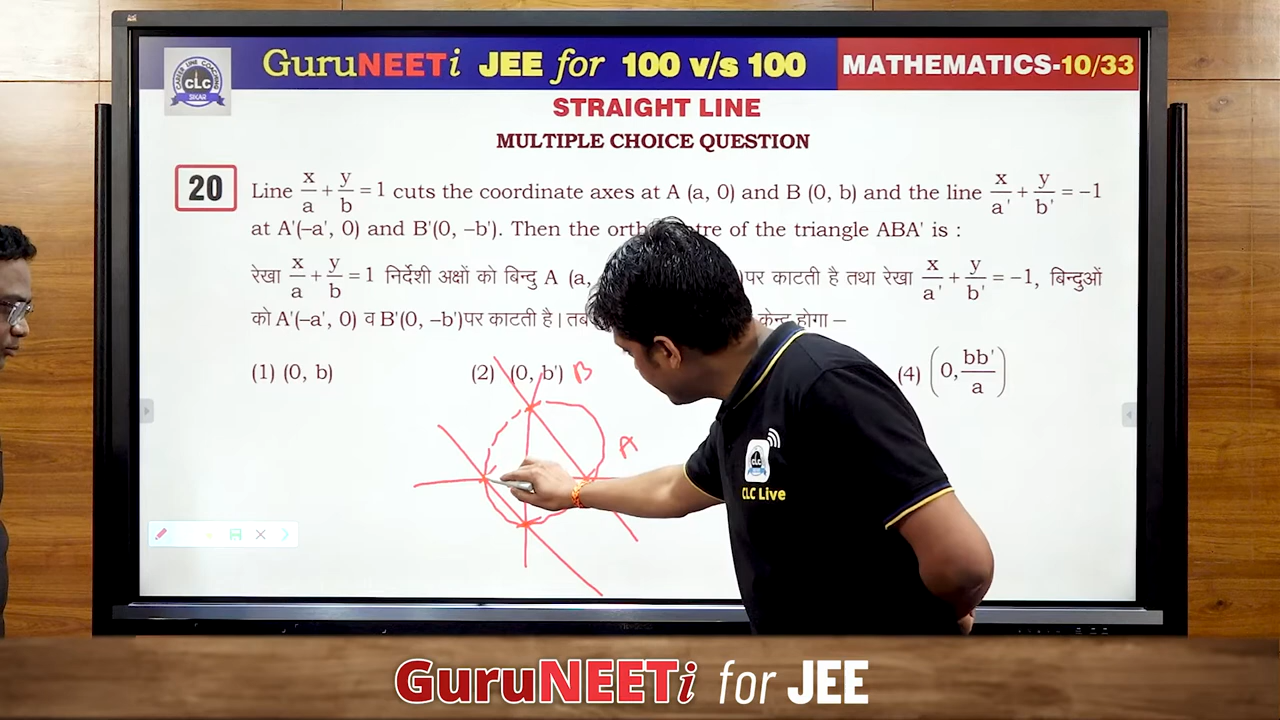 GuruNEETi JEE for 100 v/s 100 MATHEMATICS-10/33
CLC
SIKAR
STRAIGHT LINE
MULTIPLE CHOICE QUESTION
20 Line x/a + y/b = 1 cuts the coordinate axes at A (a, 0) and B (0, b) and the line x/a' + y/b' = −1
at A'(–a', 0) and B'(0, –b'). Then the of the triangle ABA' is :
रेखा x/a + y/b = 1 निर्देशी अक्षों को बिन्दु A (a, पर काटती है तथा रेखा x/a' + y/b' = −1, बिन्दुओं
को A'(–a', 0) व B'(0, –b') पर काटती है। केन्द्र होगा –
(1) (0, b) (2) (0, b') (4) (0, bb'/a)
B
A
CLC
CLC Live
GuruNEETi for JEE